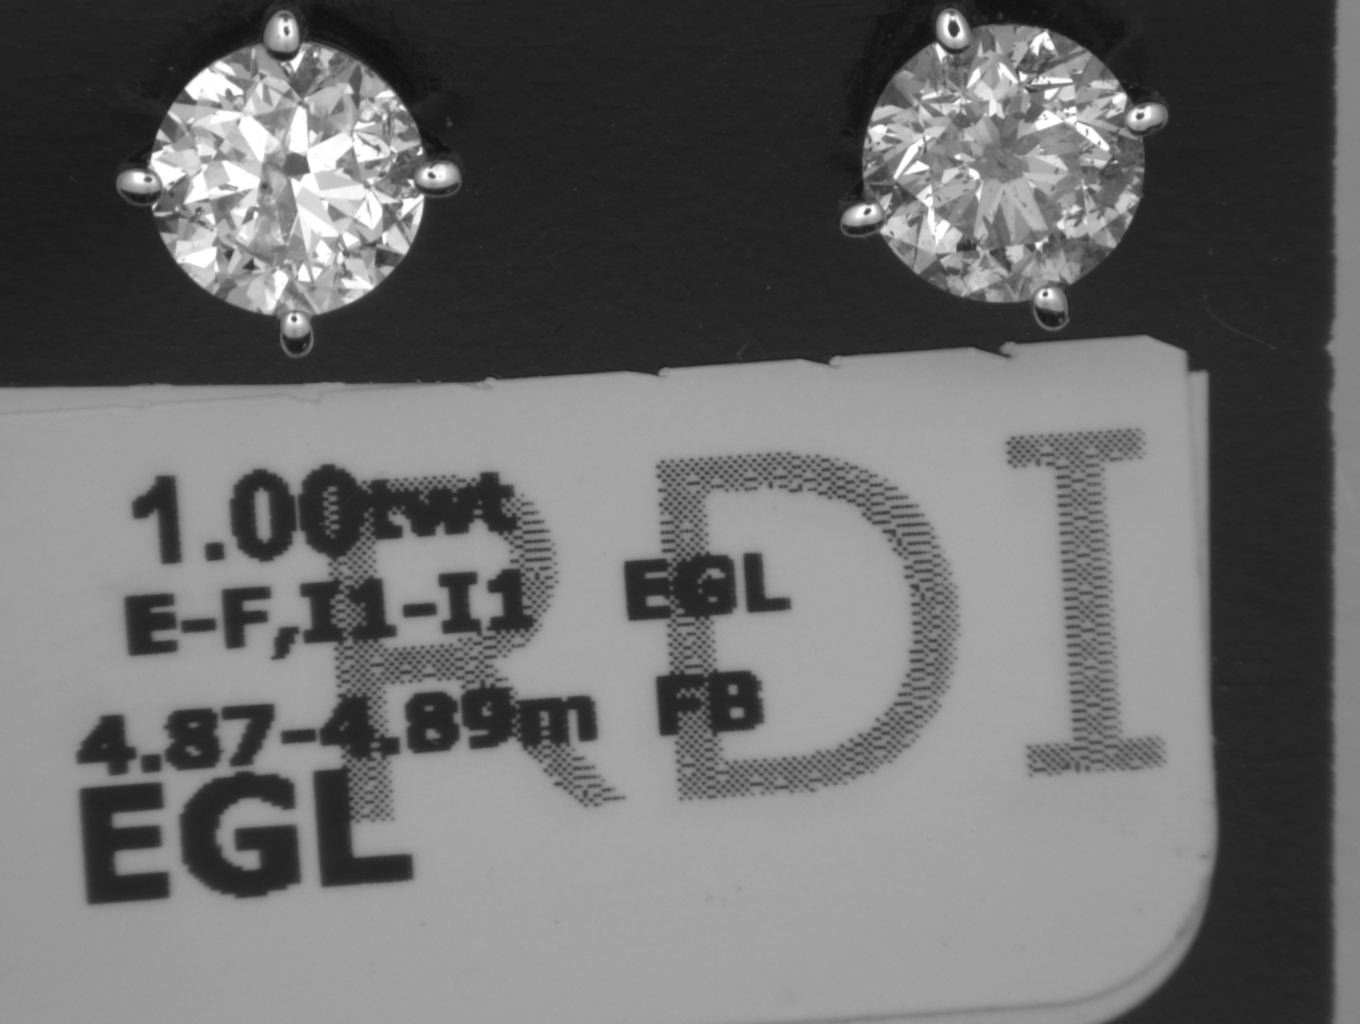 RDI
1.00twt
E-F,I1-I1 EGL
4.87-4.89m FB
EGL